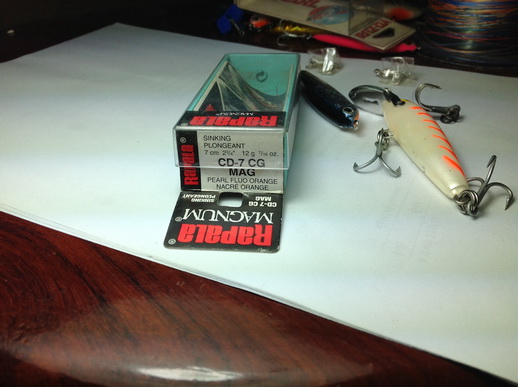 Rapala
Rapala
SINKING
PLONGEANT
7 cm 2¾" 12 g 7/16 oz.
CD-7 CG
MAG
PEARL FLUO ORANGE
NACRE ORANGE
CD-7 CG
MAG
SINKING
PLONGEANT
MAGNUM
Rapala